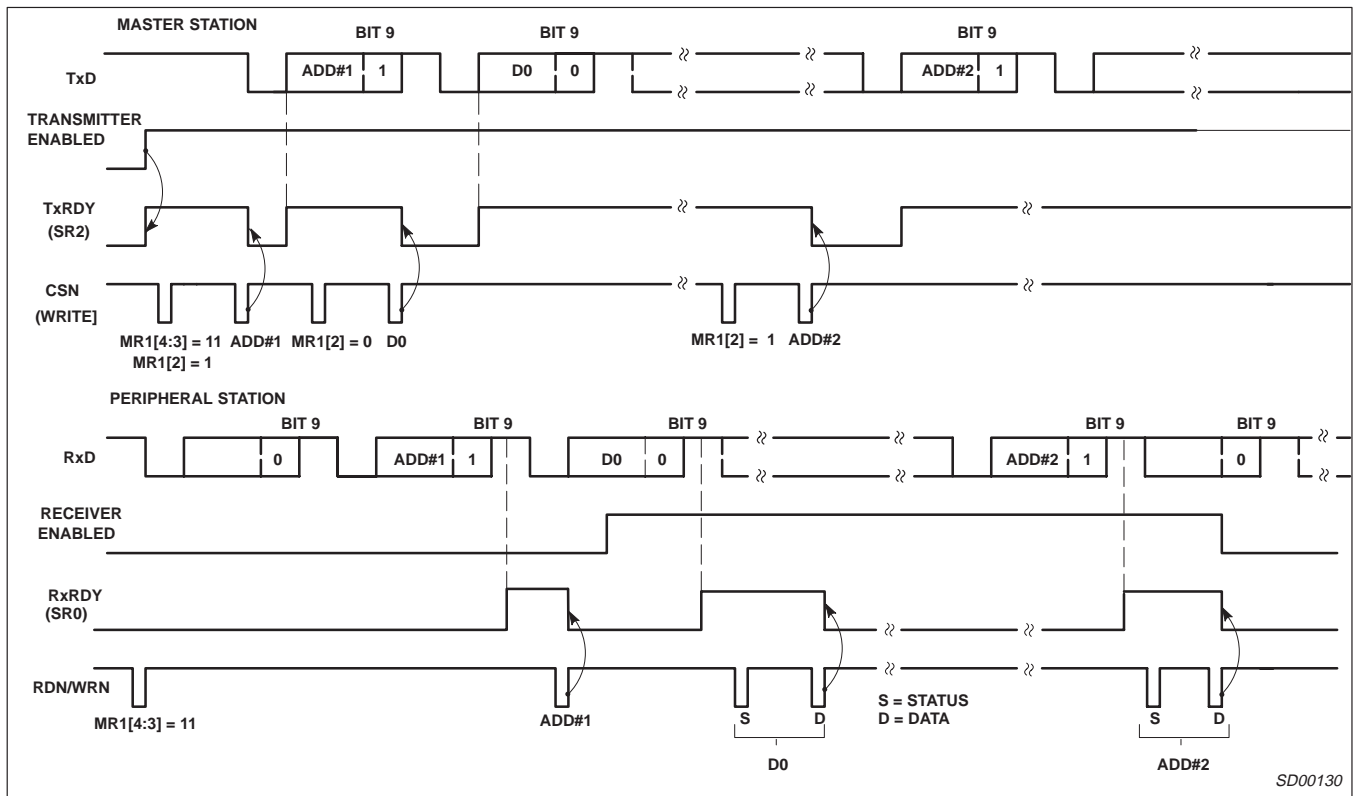 MASTER STATION
BIT 9 BIT 9 BIT 9
TxD ADD#1 1 D0 0 ADD#2 1
TRANSMITTER
ENABLED
TxRDY
(SR2)
CSN
(WRITE]
MR1[4:3] = 11 ADD#1 MR1[2] = 0 D0 MR1[2] = 1 ADD#2
MR1[2] = 1
PERIPHERAL STATION
BIT 9 BIT 9 BIT 9 BIT 9 BIT 9
RxD 0 ADD#1 1 D0 0 ADD#2 1 0
RECEIVER
ENABLED
RxRDY
(SR0)
RDN/WRN
MR1[4:3] = 11 ADD#1 S D S = STATUS S D
D = DATA
D0 ADD#2
SD00130